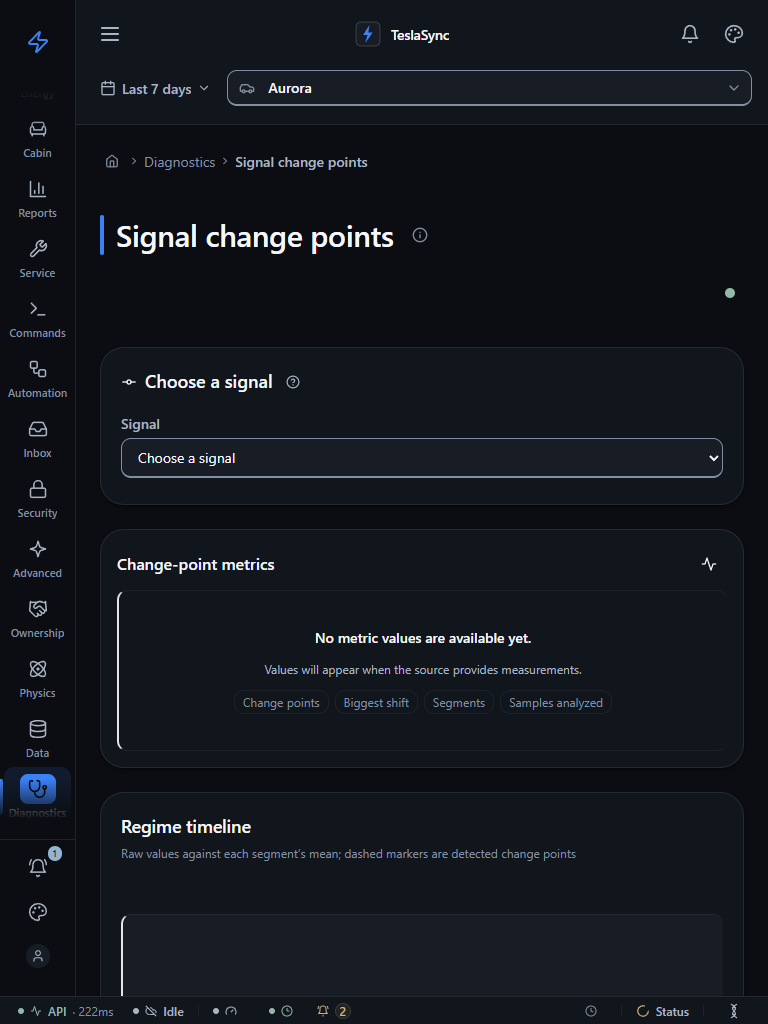 TeslaSync
Last 7 days
Aurora
Energy
Cabin
Reports
Service
Commands
Automation
Inbox
Security
Advanced
Ownership
Physics
Data
Diagnostics
1
Diagnostics
Signal change points
Signal change points
Choose a signal
Signal
Choose a signal
Change-point metrics
No metric values are available yet.
Values will appear when the source provides measurements.
Change points
Biggest shift
Segments
Samples analyzed
Regime timeline
Raw values against each segment's mean; dashed markers are detected change points
API · 222ms
Idle
2
Status